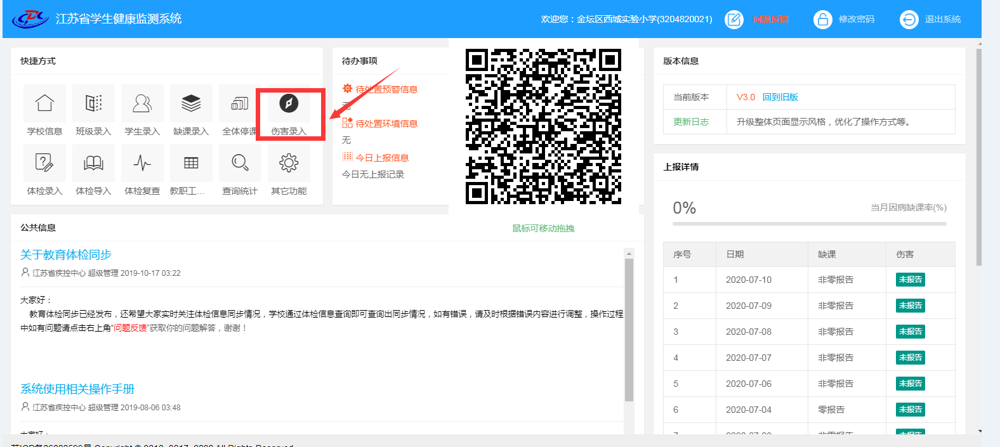 江苏省学生健康监测系统
欢迎您：金坛区西城实验小学(3204820021)
问题反馈
修改密码
退出系统
快捷方式
学校信息
班级录入
学生录入
缺课录入
全体停课
伤害录入
体检录入
体检导入
体检复查
教职工...
查询统计
其它功能
待办事项
待处置预警信息
无
待处置环境信息
无
今日上报信息
今日无上报记录
鼠标可移动拖拽
版本信息
当前版本 V3.0 回到旧版
更新日志 升级整体页面显示风格，优化了操作方式等。
公共信息
关于教育体检同步
江苏省疾控中心 超级管理 2019-10-17 03:22
大家好：
教育体检同步已经发布，还希望大家实时关注体检信息同步情况，学校通过体检信息查询即可查询出同步情况，如有错误，请及时根据错误内容进行调整，操作过程
中如有问题请点击右上角“问题反馈”获取你的问题解答，谢谢！
系统使用相关操作手册
江苏省疾控中心 超级管理 2019-08-06 03:48
大家好：
上报详情
0% 当月因病缺课率(%)
序号 日期 缺课 伤害
1 2020-07-10 非零报告 未报告
2 2020-07-09 非零报告 未报告
3 2020-07-08 非零报告 未报告
4 2020-07-07 非零报告 未报告
5 2020-07-06 非零报告 未报告
6 2020-07-04 零报告 未报告
非零报告 未报告
All Rights Reserved